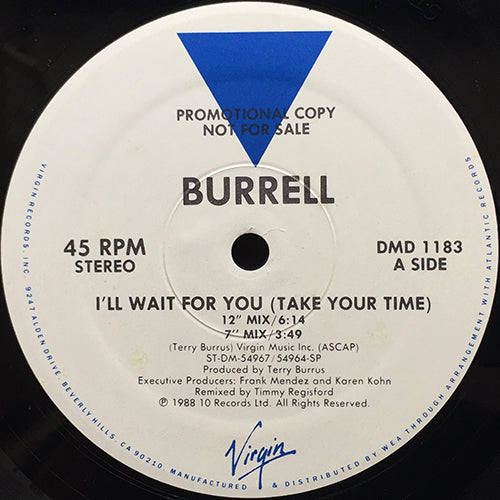 PROMOTIONAL COPY
NOT FOR SALE
BURRELL
45 RPM
STEREO
DMD 1183
A SIDE
I'LL WAIT FOR YOU (TAKE YOUR TIME)
12" MIX/6:14
7" MIX/3:49
(Terry Burrus) Virgin Music Inc. (ASCAP)
ST-DM-54967/54964-SP
Produced by Terry Burrus
Executive Producers: Frank Mendez and Karen Kohn
Remixed by Timmy Regisford
℗ 1988 10 Records Ltd. All Rights Reserved.
Virgin
VIRGIN RECORDS, INC. 9247 ALDEN DRIVE, BEVERLY HILLS, CA 90210. MANUFACTURED & DISTRIBUTED BY WEA THROUGH ARRANGEMENT WITH ATLANTIC RECORDS